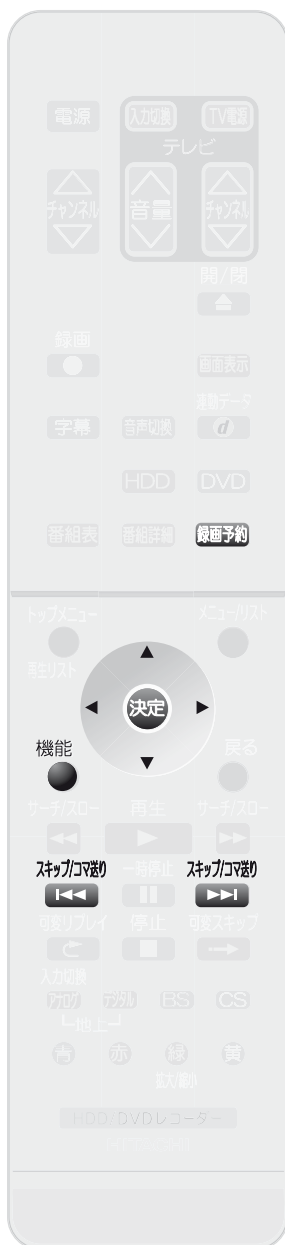 電源 入力切換 TV電源
テレビ
チャンネル 音量 チャンネル
開/閉
録画
画面表示
連動データ
字幕 音声切換 d
HDD DVD
番組表 番組詳細 録画予約
トップメニュー メニュー/リスト
再生リスト
決定
機能 戻る
サーチ/スロー 再生 サーチ/スロー
スキップ/コマ送り 一時停止 スキップ/コマ送り
可変リプレイ 停止 可変スキップ
入力切換
アナログ デジタル BS CS
地上
青 赤 緑 黄
拡大/縮小
HDD/DVDレコーダー